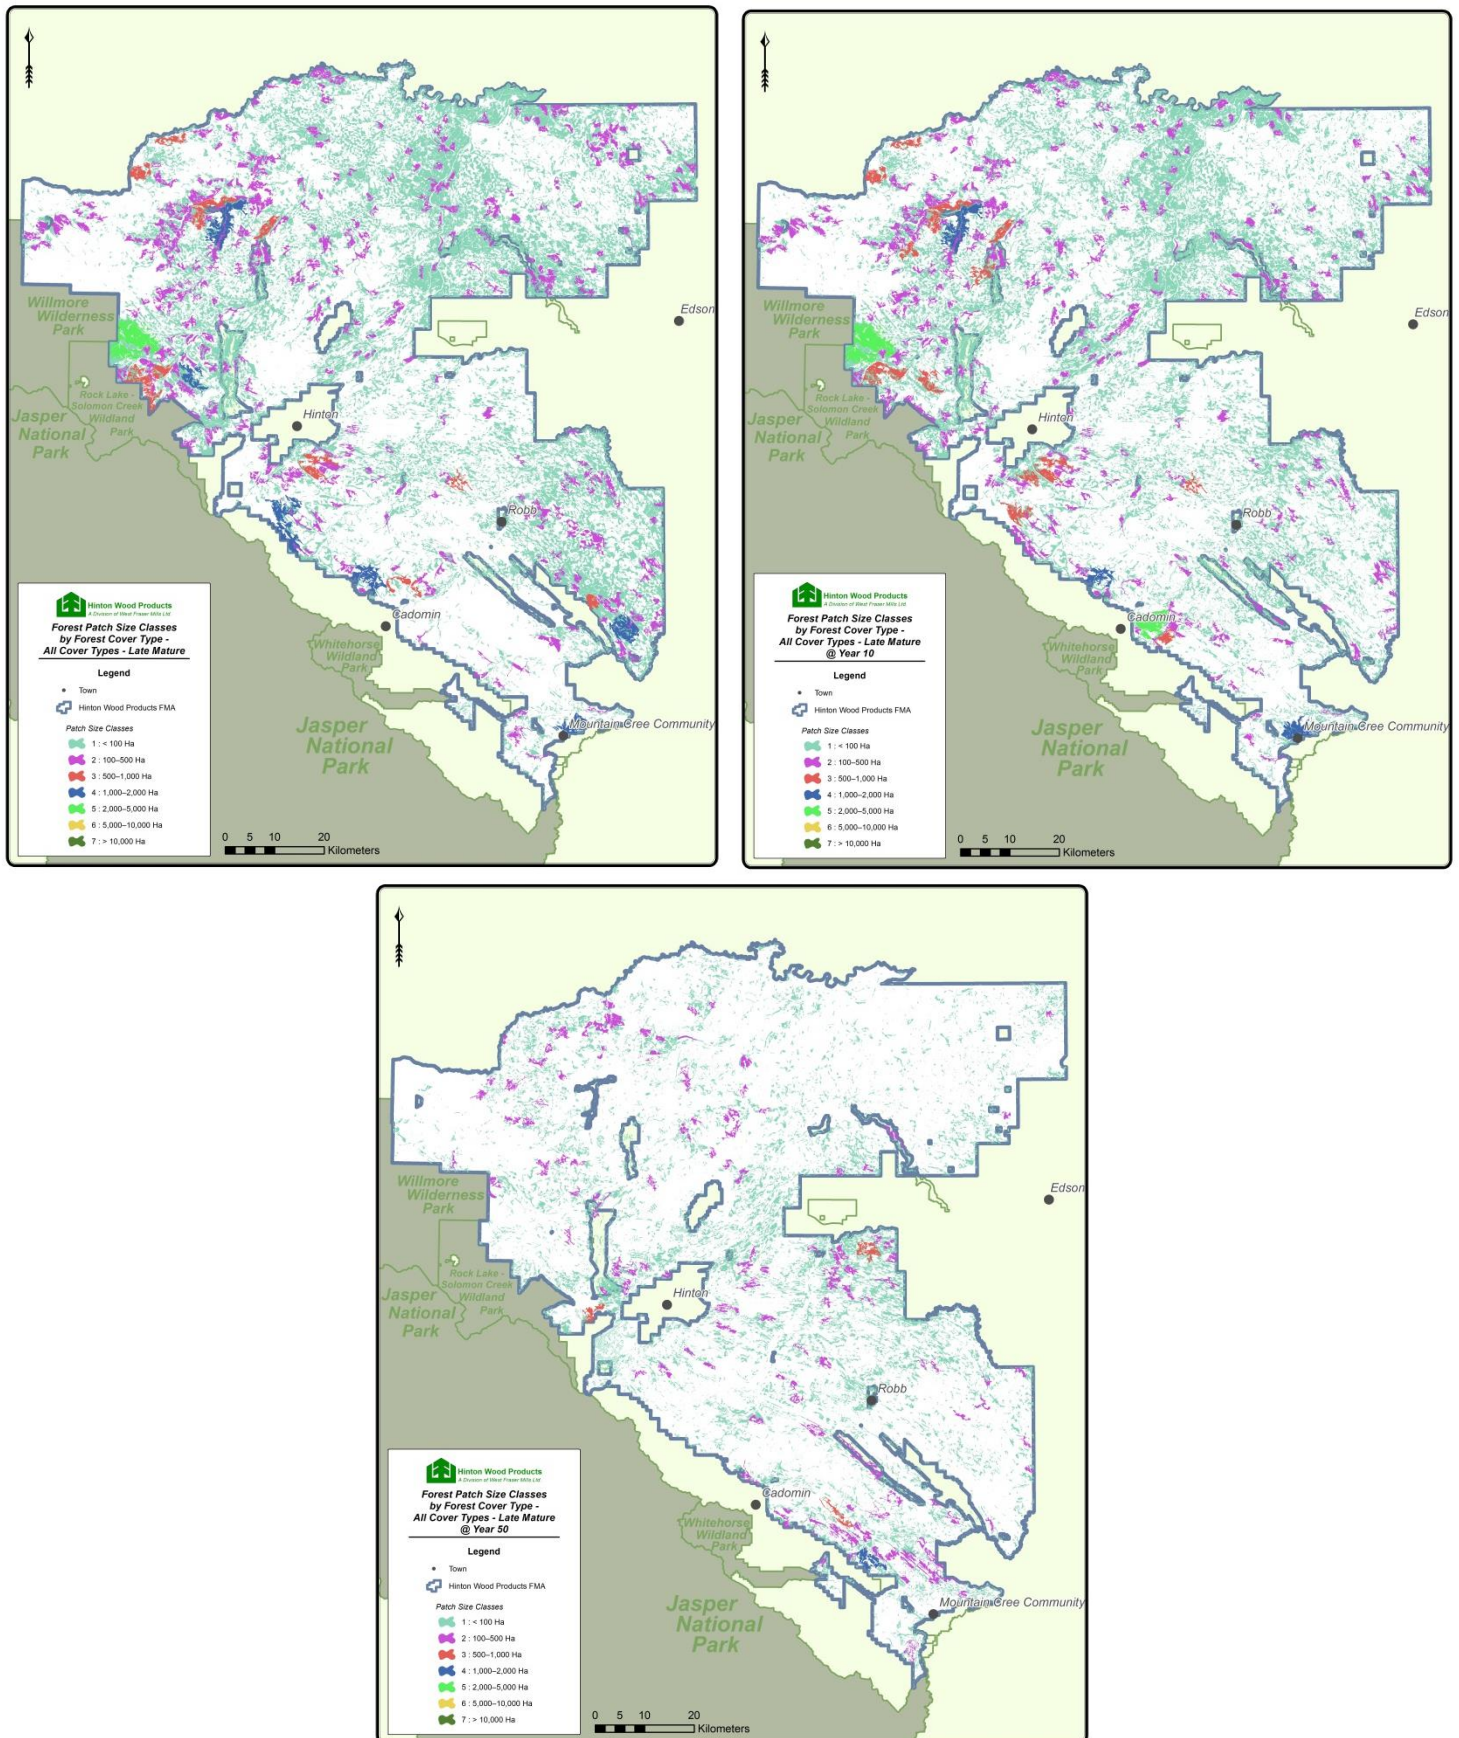 Willmore
Wilderness
Park
Edson
Rock Lake -
Solomon Creek
Wildland
Park
Jasper
National
Park
Hinton
Robb
Cadomin
Whitehorse
Wildland
Park
Mountain Cree Community
Jasper
National
Park
Hinton Wood Products
A Division of West Fraser Mills Ltd
Forest Patch Size Classes
by Forest Cover Type -
All Cover Types - Late Mature
Legend
Town
Hinton Wood Products FMA
Patch Size Classes
1 : < 100 Ha
2 : 100–500 Ha
3 : 500–1,000 Ha
4 : 1,000–2,000 Ha
5 : 2,000–5,000 Ha
6 : 5,000–10,000 Ha
7 : > 10,000 Ha
0 5 10 20
Kilometers
Willmore
Wilderness
Park
Edson
Rock Lake -
Solomon Creek
Wildland
Park
Jasper
National
Park
Hinton
Robb
Cadomin
Whitehorse
Wildland
Park
Mountain Cree Community
Jasper
National
Park
Hinton Wood Products
A Division of West Fraser Mills Ltd
Forest Patch Size Classes
by Forest Cover Type -
All Cover Types - Late Mature
@ Year 10
Legend
Town
Hinton Wood Products FMA
Patch Size Classes
1 : < 100 Ha
2 : 100–500 Ha
3 : 500–1,000 Ha
4 : 1,000–2,000 Ha
5 : 2,000–5,000 Ha
6 : 5,000–10,000 Ha
7 : > 10,000 Ha
0 5 10 20
Kilometers
Willmore
Wilderness
Park
Edson
Rock Lake -
Solomon Creek
Wildland
Park
Jasper
National
Park
Hinton
Robb
Cadomin
Whitehorse
Wildland
Park
Mountain Cree Community
Jasper
National
Park
Hinton Wood Products
A Division of West Fraser Mills Ltd
Forest Patch Size Classes
by Forest Cover Type -
All Cover Types - Late Mature
@ Year 50
Legend
Town
Hinton Wood Products FMA
Patch Size Classes
1 : < 100 Ha
2 : 100–500 Ha
3 : 500–1,000 Ha
4 : 1,000–2,000 Ha
5 : 2,000–5,000 Ha
6 : 5,000–10,000 Ha
7 : > 10,000 Ha
0 5 10 20
Kilometers